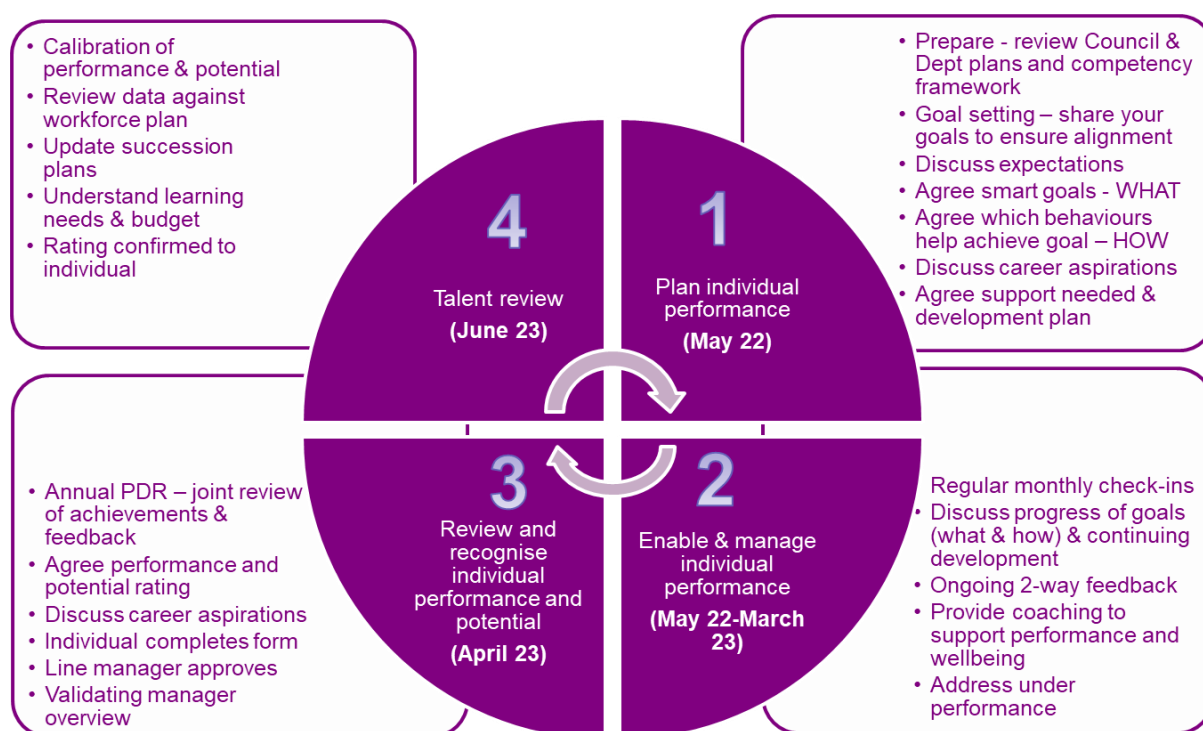 • Calibration of
performance & potential
• Review data against
workforce plan
• Update succession
plans
• Understand learning
needs & budget
• Rating confirmed to
individual
• Prepare - review Council &
Dept plans and competency
framework
• Goal setting – share your
goals to ensure alignment
• Discuss expectations
• Agree smart goals - WHAT
• Agree which behaviours
help achieve goal – HOW
• Discuss career aspirations
• Agree support needed &
development plan
4
Talent review
(June 23)
1
Plan individual
performance
(May 22)
3
Review and
recognise
individual
performance and
potential
(April 23)
2
Enable & manage
individual
performance
(May 22-March
23)
• Annual PDR – joint review
of achievements &
feedback
• Agree performance and
potential rating
• Discuss career aspirations
• Individual completes form
• Line manager approves
• Validating manager
overview
Regular monthly check-ins
• Discuss progress of goals
(what & how) & continuing
development
• Ongoing 2-way feedback
• Provide coaching to
support performance and
wellbeing
• Address under
performance